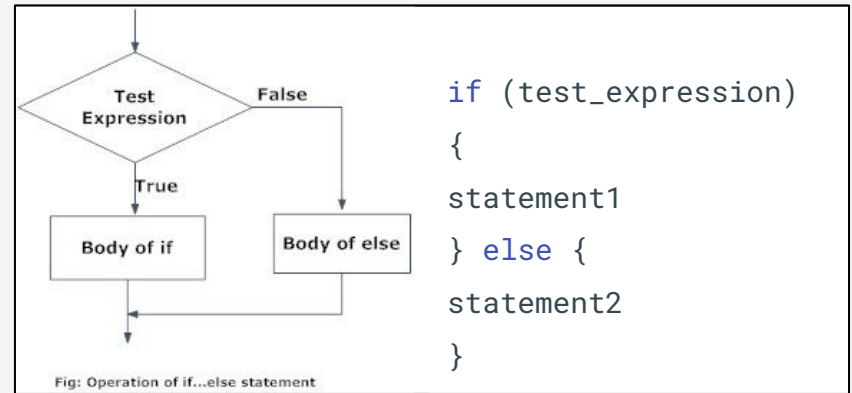 Test
Expression
False
True
Body of if
Body of else
Fig: Operation of if...else statement
if (test_expression)
{
statement1
} else {
statement2
}